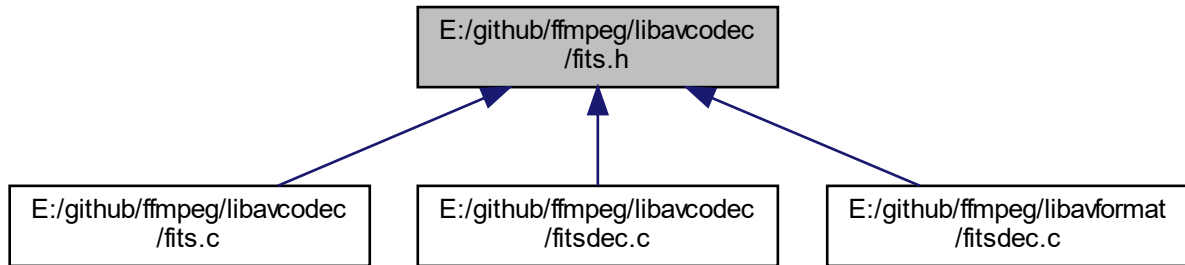 E:/github/ffmpeg/libavcodec
/fits.h
E:/github/ffmpeg/libavcodec
/fits.c
E:/github/ffmpeg/libavcodec
/fitsdec.c
E:/github/ffmpeg/libavformat
/fitsdec.c